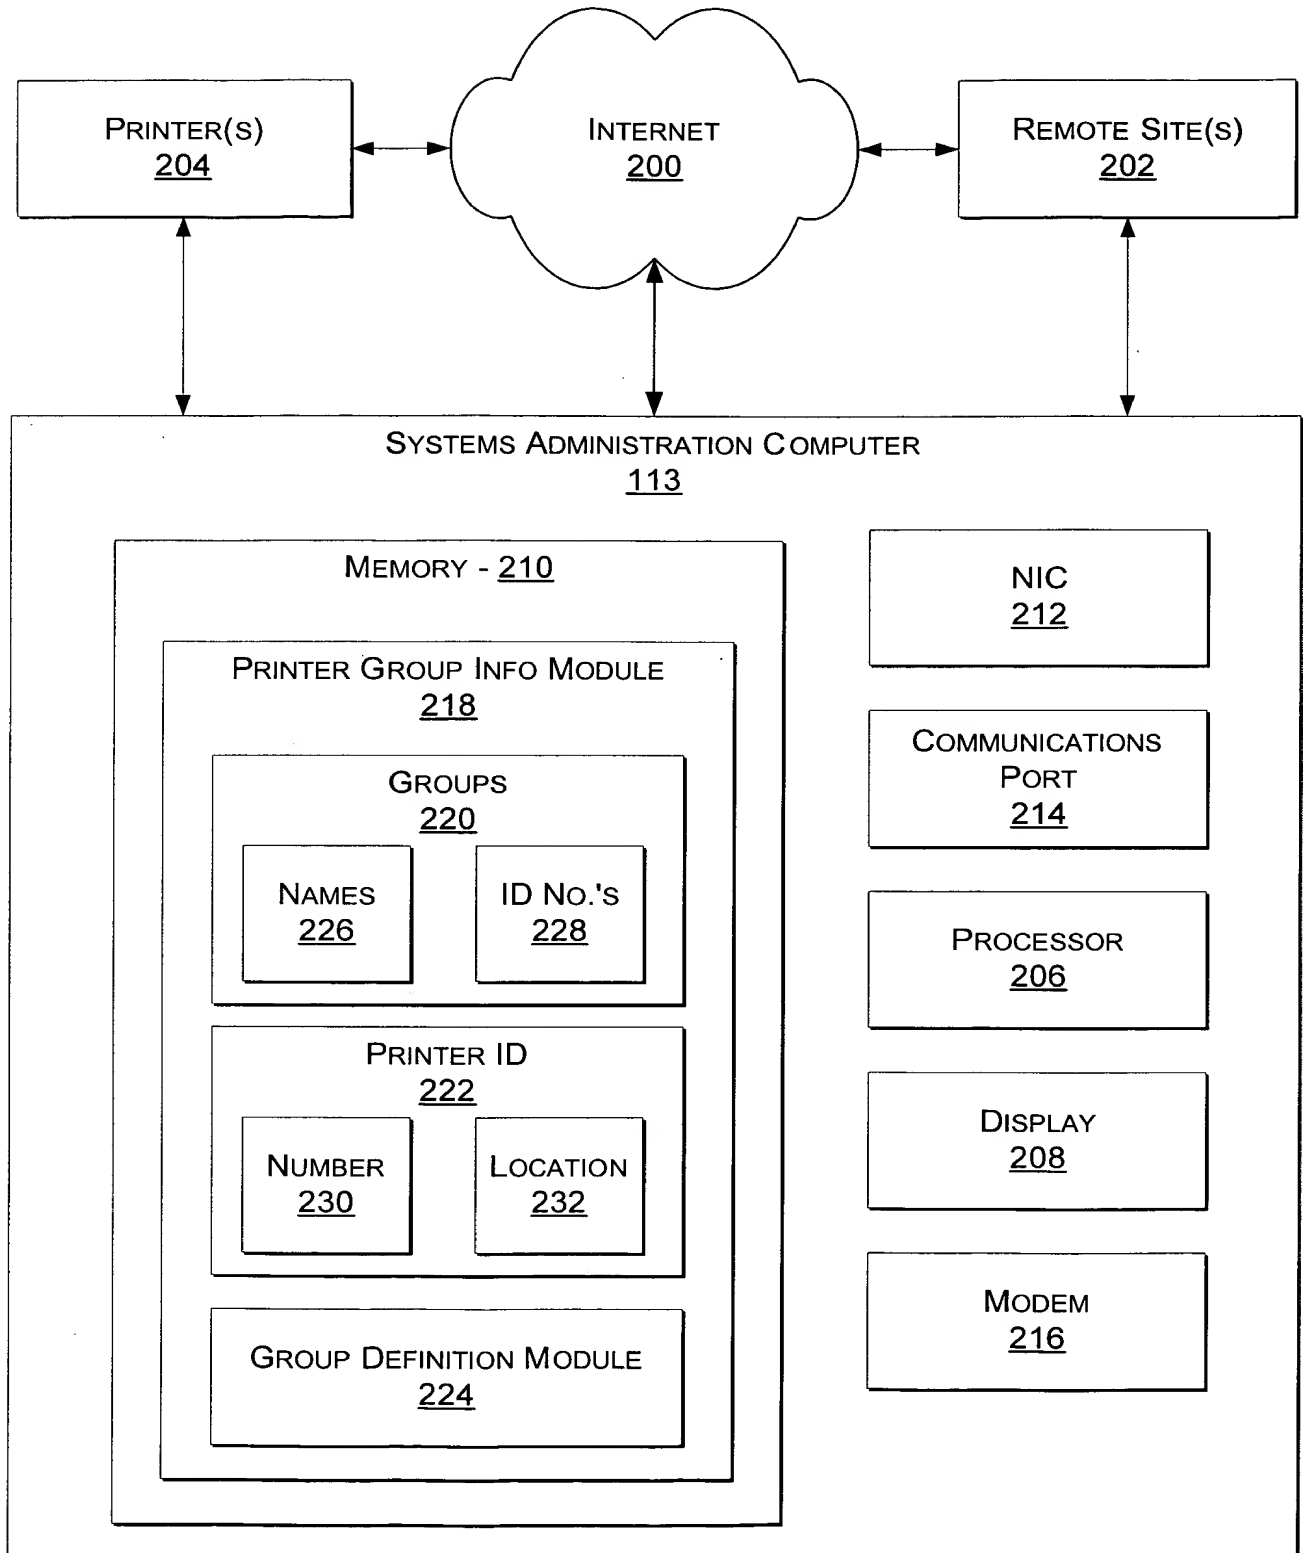 PRINTER(S)
204
INTERNET
200
REMOTE SITE(S)
202
SYSTEMS ADMINISTRATION COMPUTER
113
MEMORY - 210
PRINTER GROUP INFO MODULE
218
GROUPS
220
NAMES
226
ID NO.'S
228
PRINTER ID
222
NUMBER
230
LOCATION
232
GROUP DEFINITION MODULE
224
NIC
212
COMMUNICATIONS
PORT
214
PROCESSOR
206
DISPLAY
208
MODEM
216